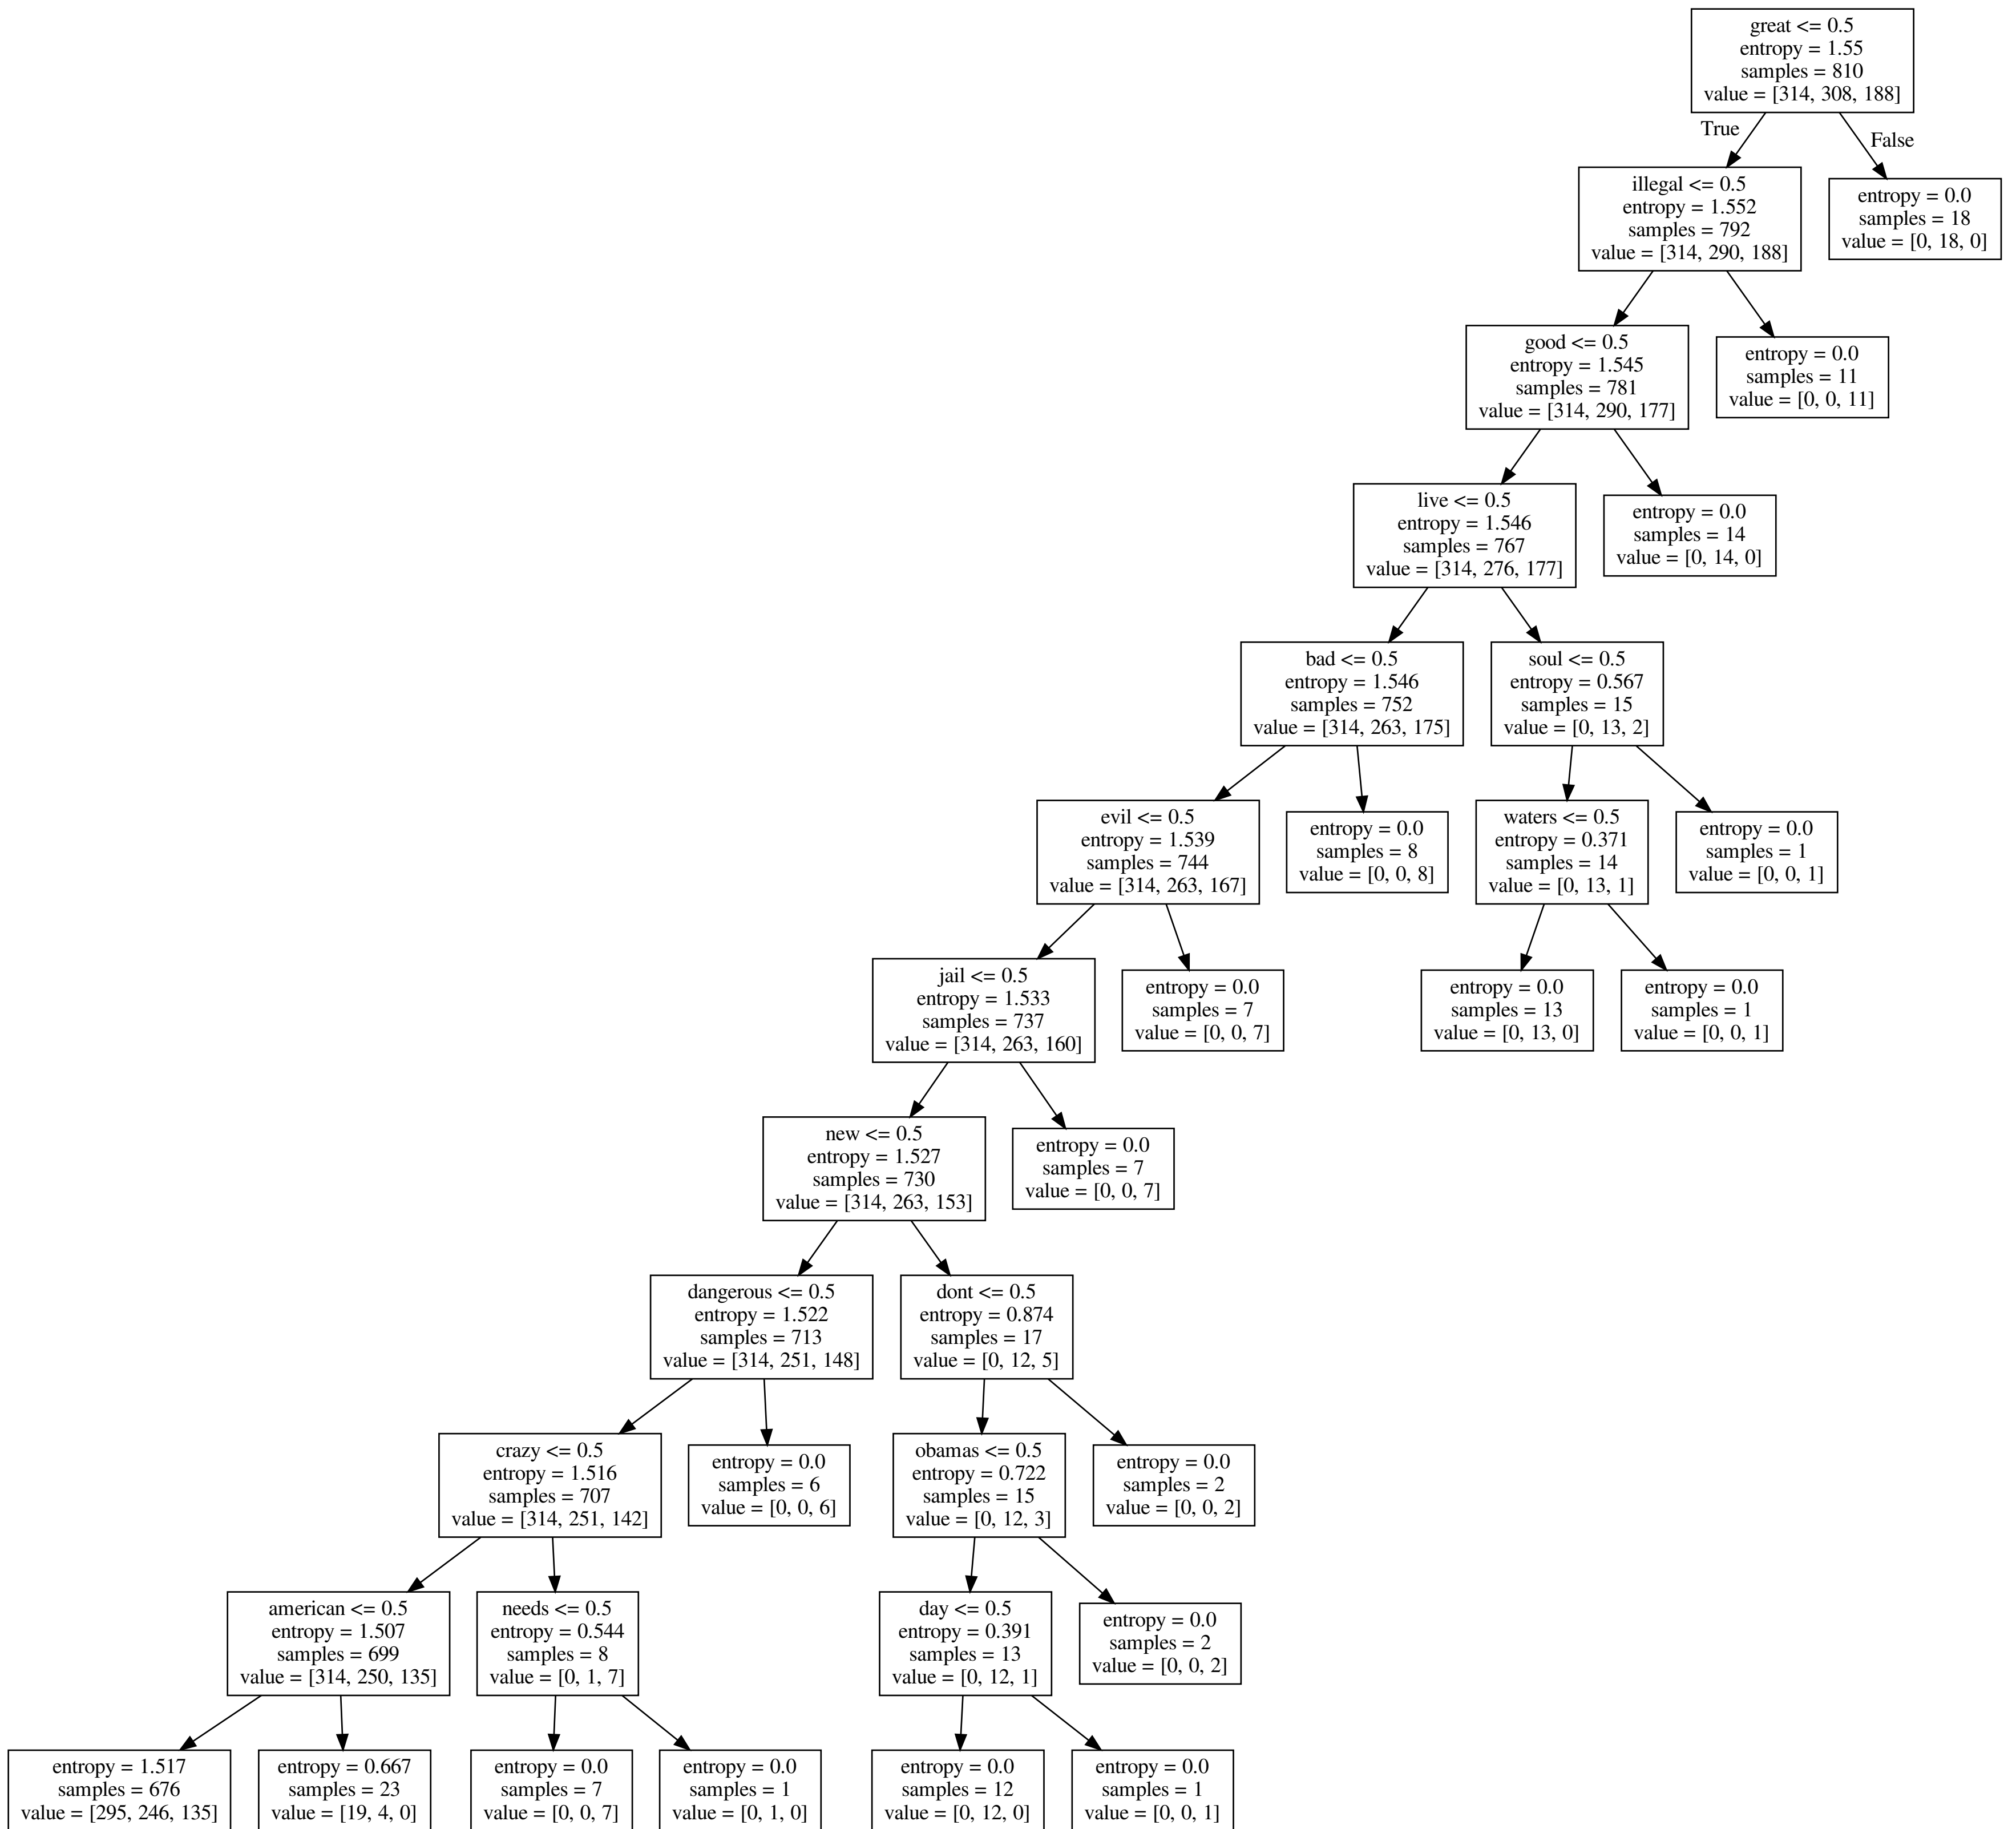 great <= 0.5
entropy = 1.55
samples = 810
value = [314, 308, 188]
True
False
illegal <= 0.5
entropy = 1.552
samples = 792
value = [314, 290, 188]
entropy = 0.0
samples = 18
value = [0, 18, 0]
good <= 0.5
entropy = 1.545
samples = 781
value = [314, 290, 177]
entropy = 0.0
samples = 11
value = [0, 0, 11]
live <= 0.5
entropy = 1.546
samples = 767
value = [314, 276, 177]
entropy = 0.0
samples = 14
value = [0, 14, 0]
bad <= 0.5
entropy = 1.546
samples = 752
value = [314, 263, 175]
soul <= 0.5
entropy = 0.567
samples = 15
value = [0, 13, 2]
evil <= 0.5
entropy = 1.539
samples = 744
value = [314, 263, 167]
entropy = 0.0
samples = 8
value = [0, 0, 8]
waters <= 0.5
entropy = 0.371
samples = 14
value = [0, 13, 1]
entropy = 0.0
samples = 1
value = [0, 0, 1]
jail <= 0.5
entropy = 1.533
samples = 737
value = [314, 263, 160]
entropy = 0.0
samples = 7
value = [0, 0, 7]
entropy = 0.0
samples = 13
value = [0, 13, 0]
entropy = 0.0
samples = 1
value = [0, 0, 1]
new <= 0.5
entropy = 1.527
samples = 730
value = [314, 263, 153]
entropy = 0.0
samples = 7
value = [0, 0, 7]
dangerous <= 0.5
entropy = 1.522
samples = 713
value = [314, 251, 148]
dont <= 0.5
entropy = 0.874
samples = 17
value = [0, 12, 5]
crazy <= 0.5
entropy = 1.516
samples = 707
value = [314, 251, 142]
entropy = 0.0
samples = 6
value = [0, 0, 6]
obamas <= 0.5
entropy = 0.722
samples = 15
value = [0, 12, 3]
entropy = 0.0
samples = 2
value = [0, 0, 2]
american <= 0.5
entropy = 1.507
samples = 699
value = [314, 250, 135]
needs <= 0.5
entropy = 0.544
samples = 8
value = [0, 1, 7]
day <= 0.5
entropy = 0.391
samples = 13
value = [0, 12, 1]
entropy = 0.0
samples = 2
value = [0, 0, 2]
entropy = 1.517
samples = 676
value = [295, 246, 135]
entropy = 0.667
samples = 23
value = [19, 4, 0]
entropy = 0.0
samples = 7
value = [0, 0, 7]
entropy = 0.0
samples = 1
value = [0, 1, 0]
entropy = 0.0
samples = 12
value = [0, 12, 0]
entropy = 0.0
samples = 1
value = [0, 0, 1]